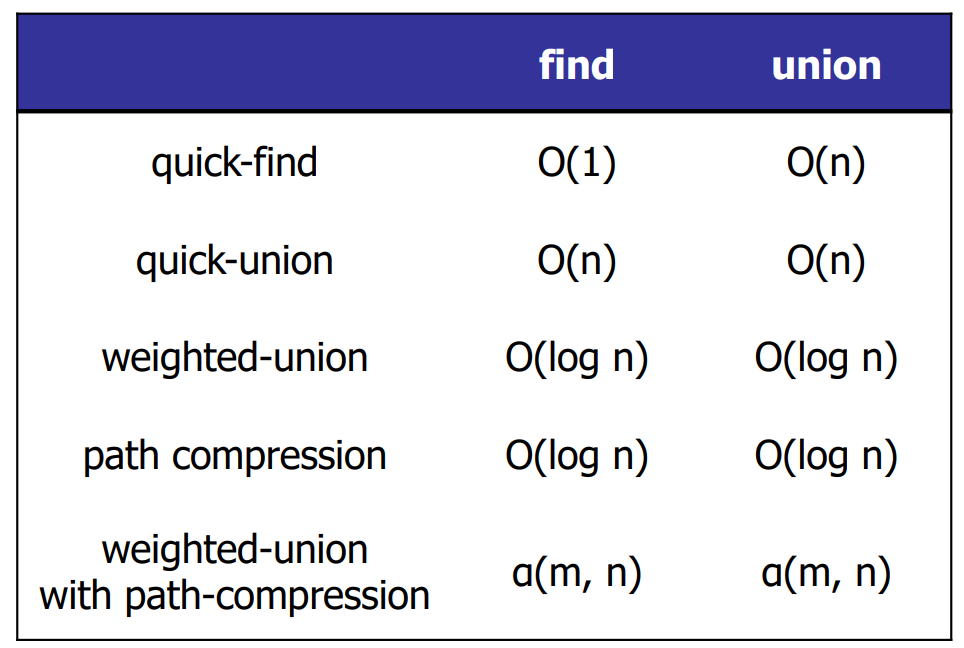 find union
quick-find O(1) O(n)
quick-union O(n) O(n)
weighted-union O(log n) O(log n)
path compression O(log n) O(log n)
weighted-union
with path-compression α(m, n) α(m, n)